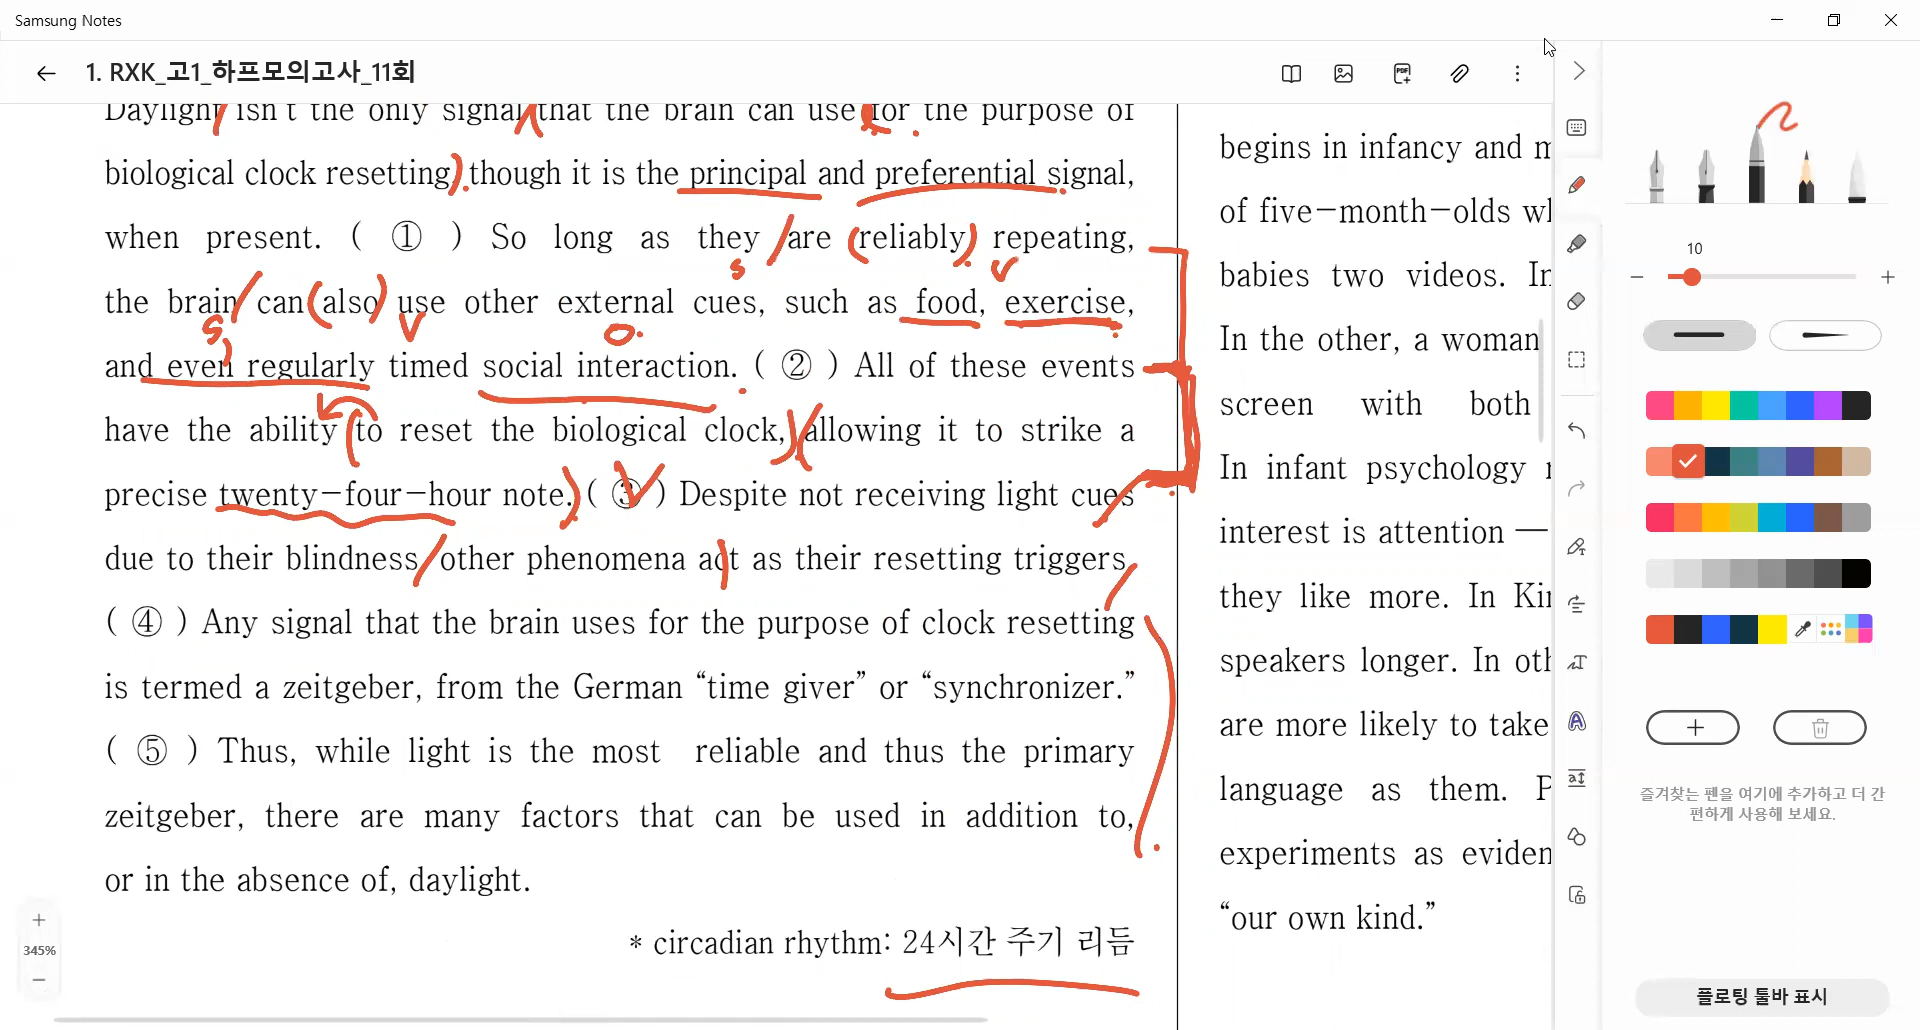 Samsung Notes
1. RXK_고1_하프모의고사_11회
Daylight isn't the only signal that the brain can use for the purpose of
biological clock resetting, though it is the principal and preferential signal,
when present. ( ① ) So long as they are reliably repeating,
the brain can also use other external cues, such as food, exercise,
and even regularly timed social interaction. ( ② ) All of these events
have the ability to reset the biological clock, allowing it to strike a
precise twenty-four-hour note. ( ③ ) Despite not receiving light cues
due to their blindness, other phenomena act as their resetting triggers.
( ④ ) Any signal that the brain uses for the purpose of clock resetting
is termed a zeitgeber, from the German “time giver” or “synchronizer.”
( ⑤ ) Thus, while light is the most reliable and thus the primary
zeitgeber, there are many factors that can be used in addition to,
or in the absence of, daylight.
* circadian rhythm: 24시간 주기 리듬
s
v
s
v
o
begins in infancy and m
of five-month-olds wh
babies two videos. In
In the other, a woman
screen with both
In infant psychology r
interest is attention —
they like more. In Kin
speakers longer. In oth
are more likely to take
language as them. P
experiments as eviden
“our own kind.”
345%
10
즐겨찾는 펜을 여기에 추가하고 더 간
편하게 사용해 보세요.
플로팅 툴바 표시